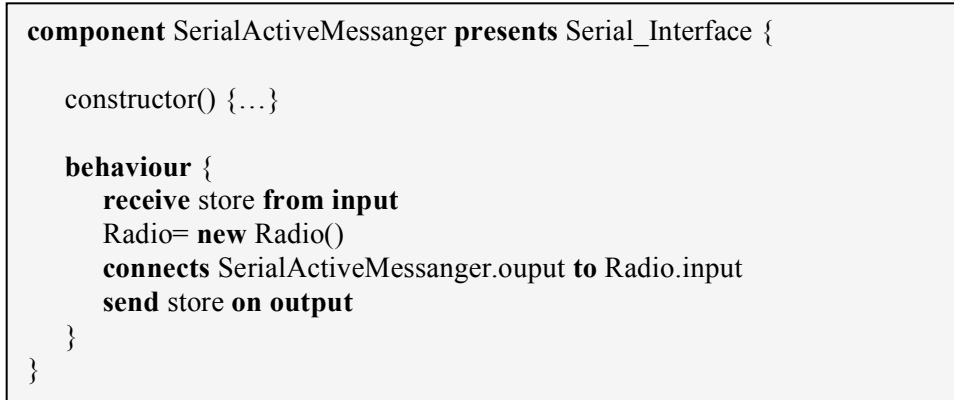 component SerialActiveMessanger presents Serial_Interface {
constructor() {…}
behaviour {
receive store from input
Radio= new Radio()
connects SerialActiveMessanger.ouput to Radio.input
send store on output
}
}